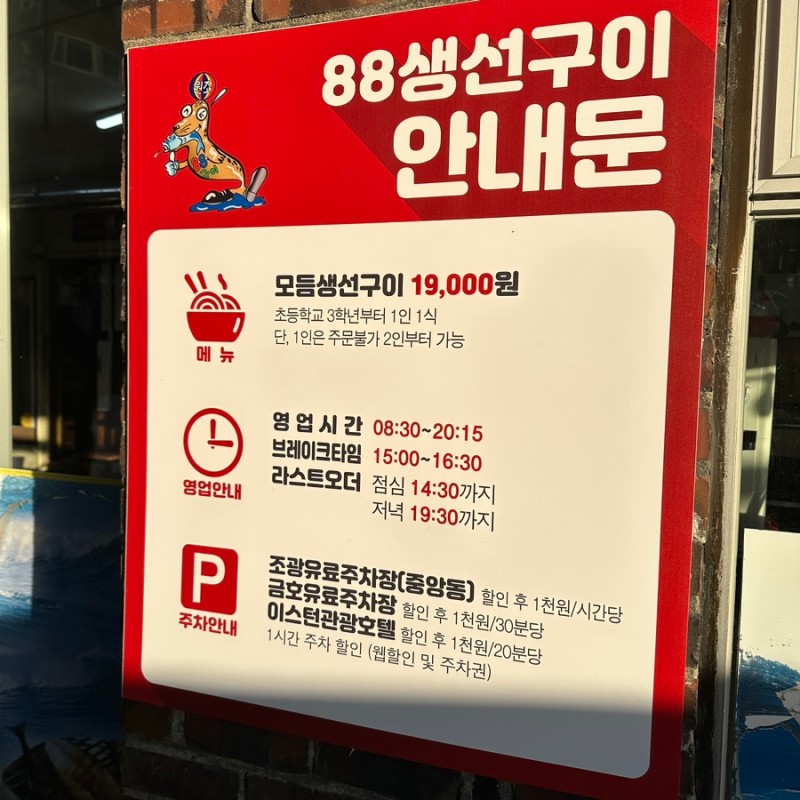 원조
88생선구이
안내문
모듬생선구이 19,000원
초등학교 3학년부터 1인 1식
단, 1인은 주문불가 2인부터 가능
메뉴
영업시간 08:30~20:15
브레이크타임 15:00~16:30
라스트오더 점심 14:30까지
저녁 19:30까지
영업안내
P
주차안내
조광유료주차장(중앙동) 할인 후 1천원/시간당
금호유료주차장 할인 후 1천원/30분당
이스턴관광호텔 할인 후 1천원/20분당
1시간 주차 할인 (웹할인 및 주차권)